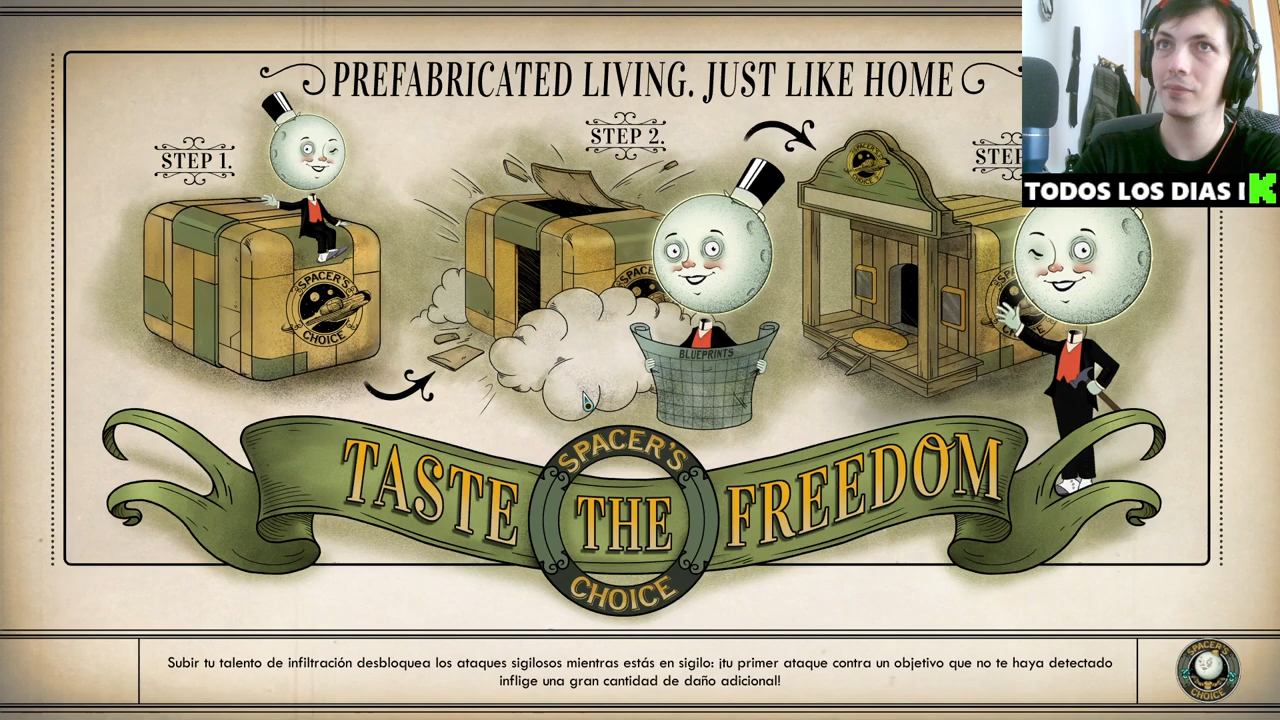 PREFABRICATED LIVING. JUST LIKE HOME
STEP 1.
STEP 2.
STEP
TODOS LOS DIAS I K
SPACER'S
CHOICE
SPACER'S
SPACER'S
CHOICE
SPACER'S
CHOICE
BLUEPRINTS
SPACER'S
TASTE THE FREEDOM
CHOICE
Subir tu talento de infiltración desbloquea los ataques sigilosos mientras estás en sigilo: ¡tu primer ataque contra un objetivo que no te haya detectado
inflige una gran cantidad de daño adicional!
SPACER'S
CHOICE